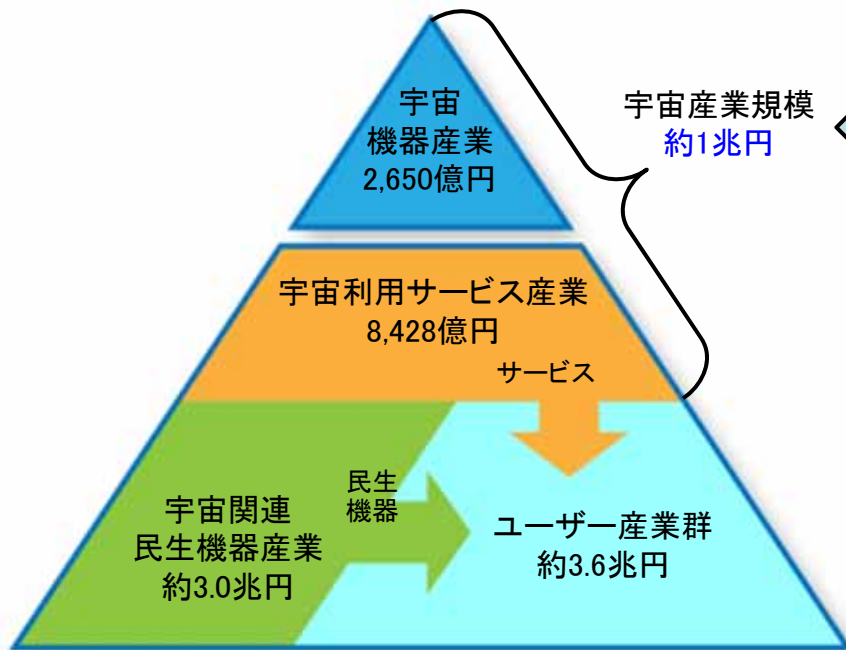 宇宙
機器産業
2,650億円
宇宙産業規模
約1兆円
宇宙利用サービス産業
8,428億円
サービス
民生
機器
宇宙関連
民生機器産業
約3.0兆円
ユーザー産業群
約3.6兆円